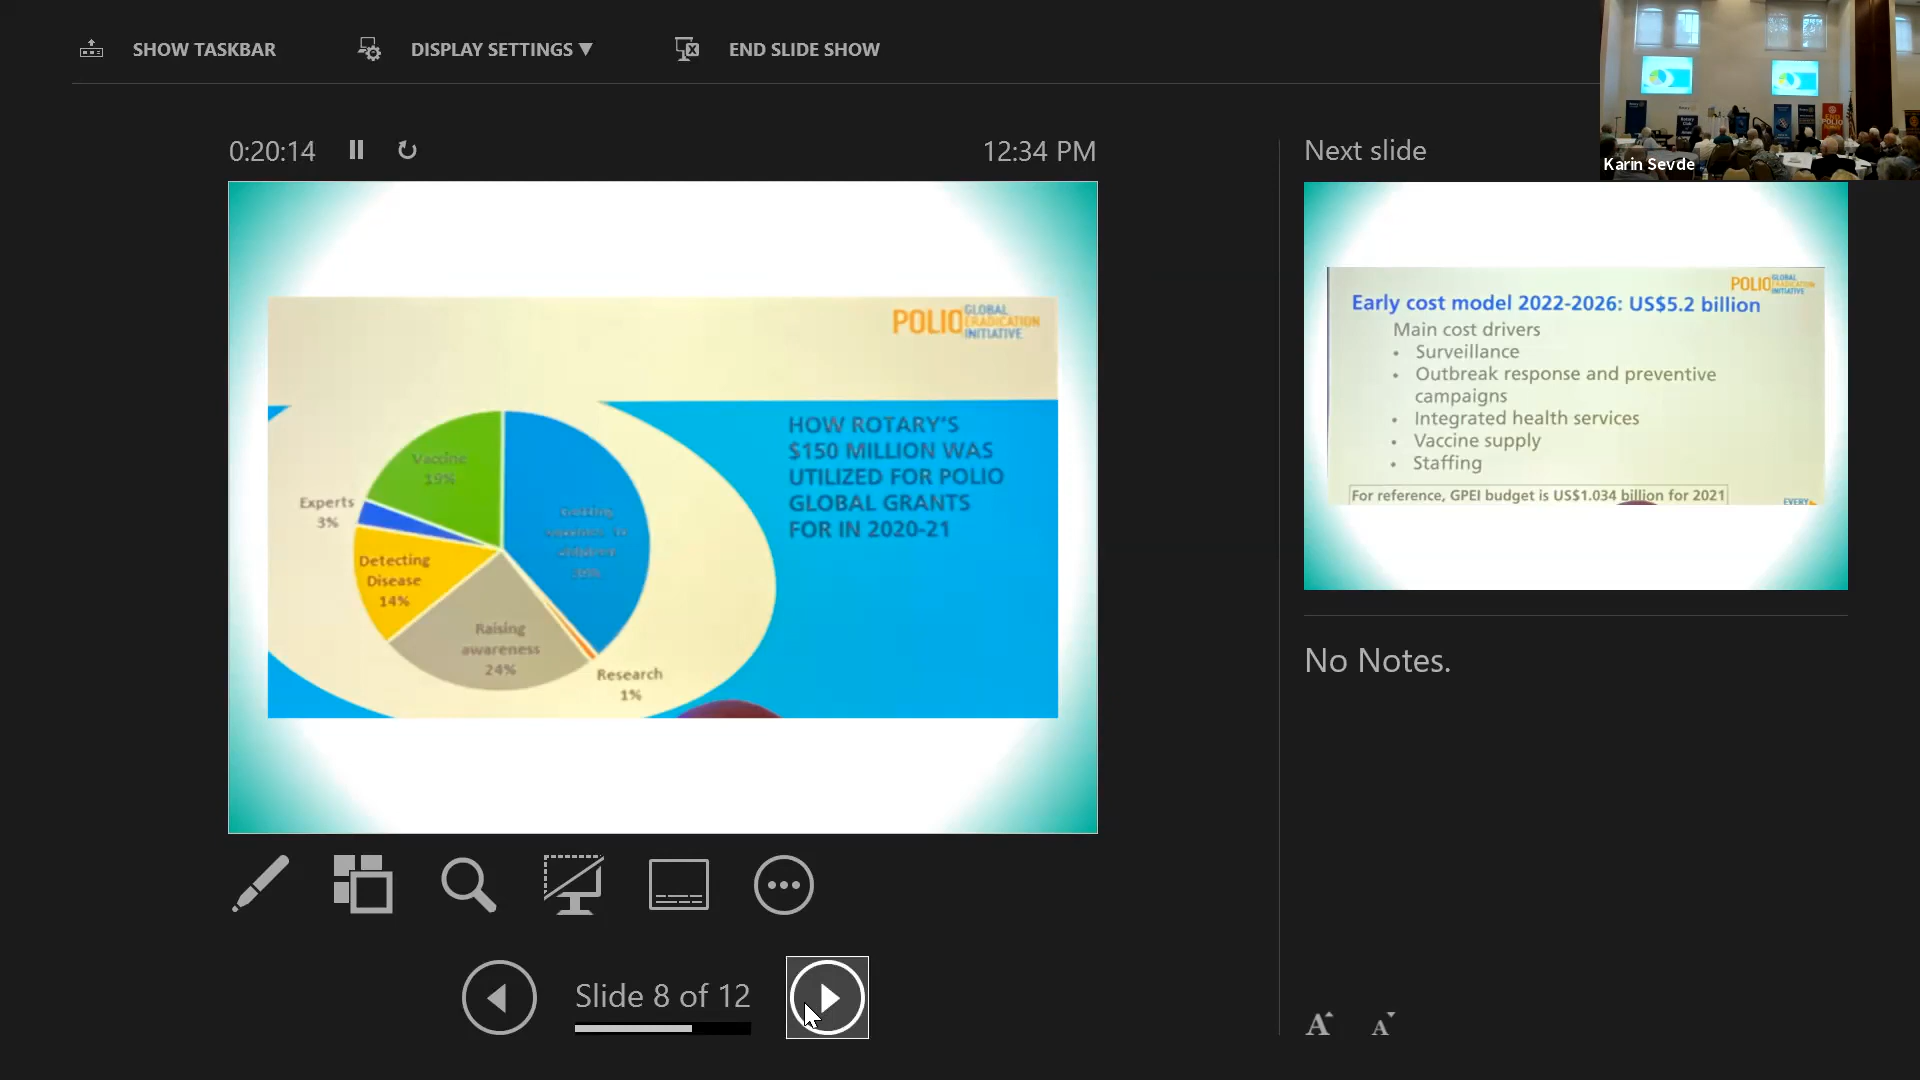 SHOW TASKBAR
DISPLAY SETTINGS ▼
END SLIDE SHOW
Karin Sevde
0:20:14
12:34 PM
POLIO GLOBAL
ERADICATION
INITIATIVE
HOW ROTARY'S
$150 MILLION WAS
UTILIZED FOR POLIO
GLOBAL GRANTS
FOR IN 2020-21
Vaccine
19%
Experts
3%
Detecting
Disease
14%
Raising
awareness
24%
Research
1%
Slide 8 of 12
Next slide
POLIO GLOBAL
ERADICATION
INITIATIVE
Early cost model 2022-2026: US$5.2 billion
Main cost drivers
• Surveillance
• Outbreak response and preventive
campaigns
• Integrated health services
• Vaccine supply
• Staffing
For reference, GPEI budget is US$1.034 billion for 2021
EVERY
No Notes.
A
A